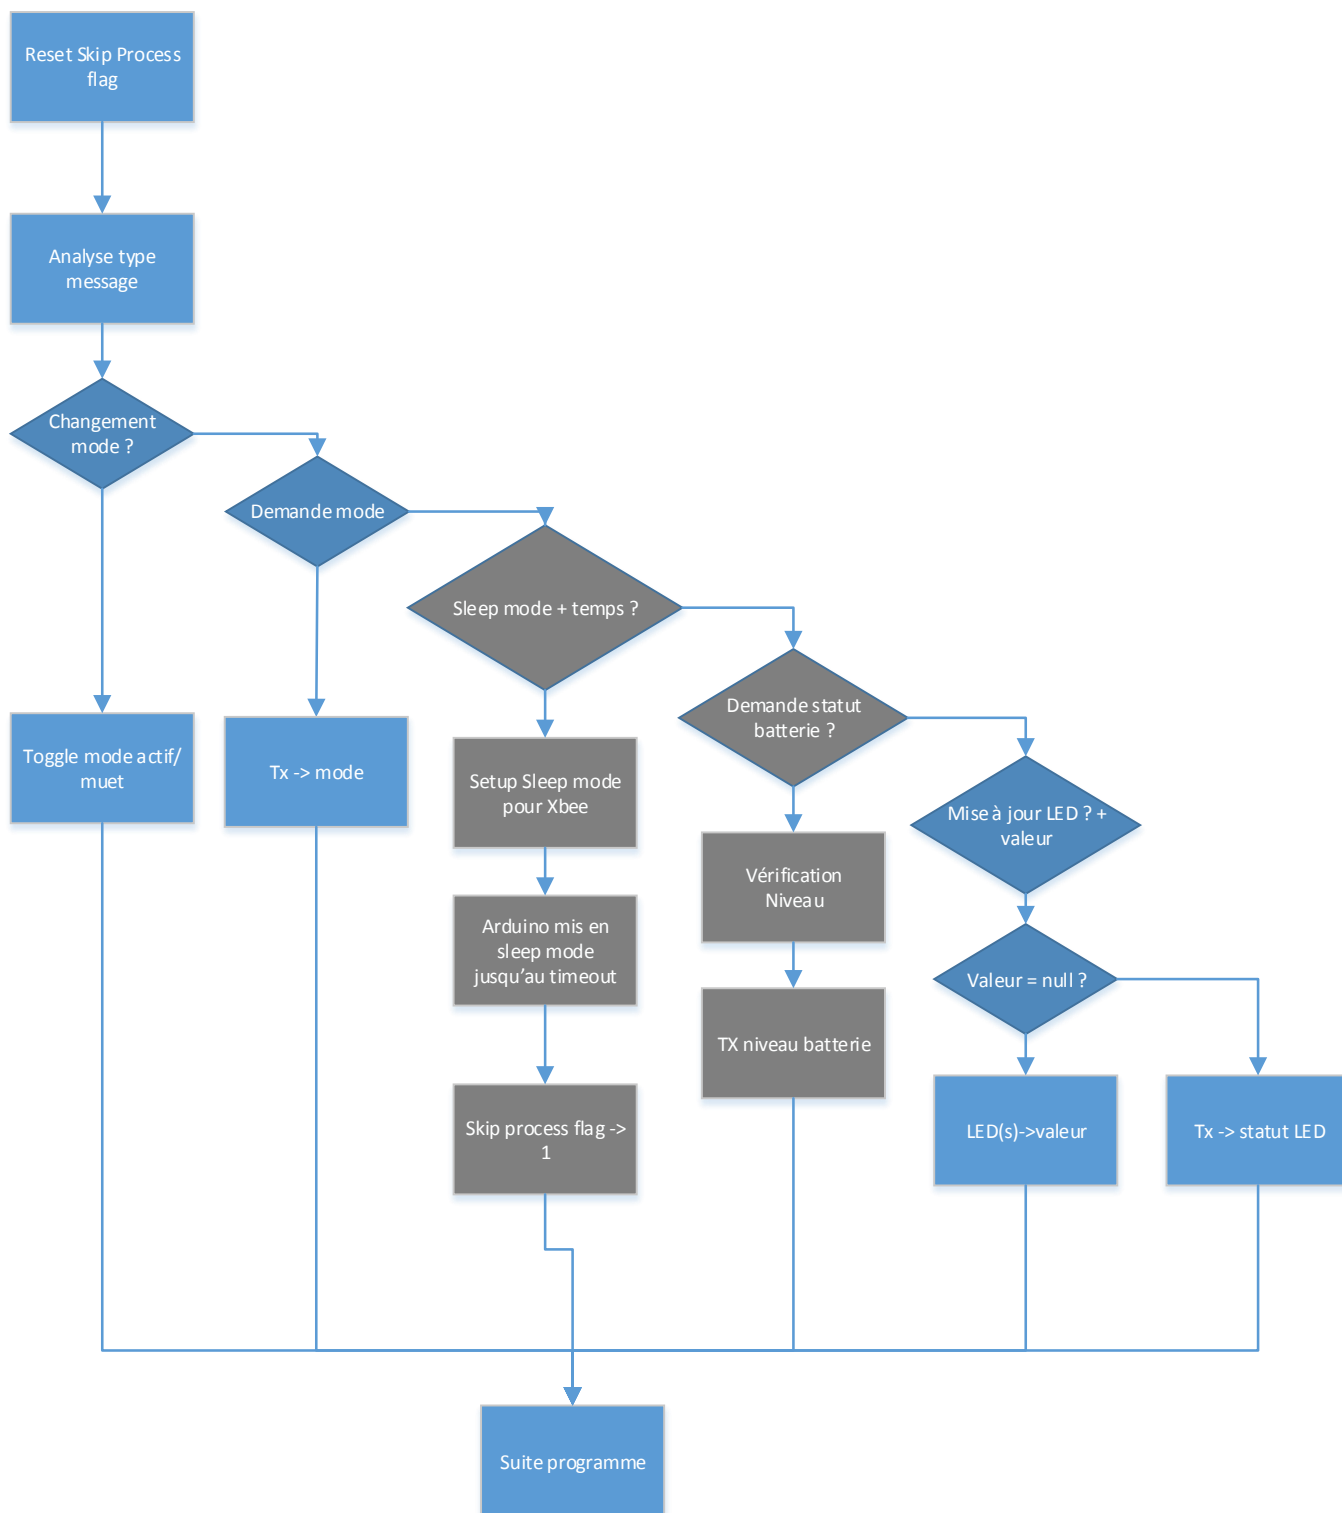 Reset Skip Process
flag
Analyse type
message
Changement
mode ?
Demande mode
Sleep mode + temps ?
Demande statut
batterie ?
Toggle mode actif/
muet
Tx -> mode
Setup Sleep mode
pour Xbee
Mise à jour LED ? +
valeur
Vérification
Niveau
Arduino mis en
sleep mode
jusqu’au timeout
Valeur = null ?
TX niveau batterie
Skip process flag ->
1
LED(s)->valeur
Tx -> statut LED
Suite programme